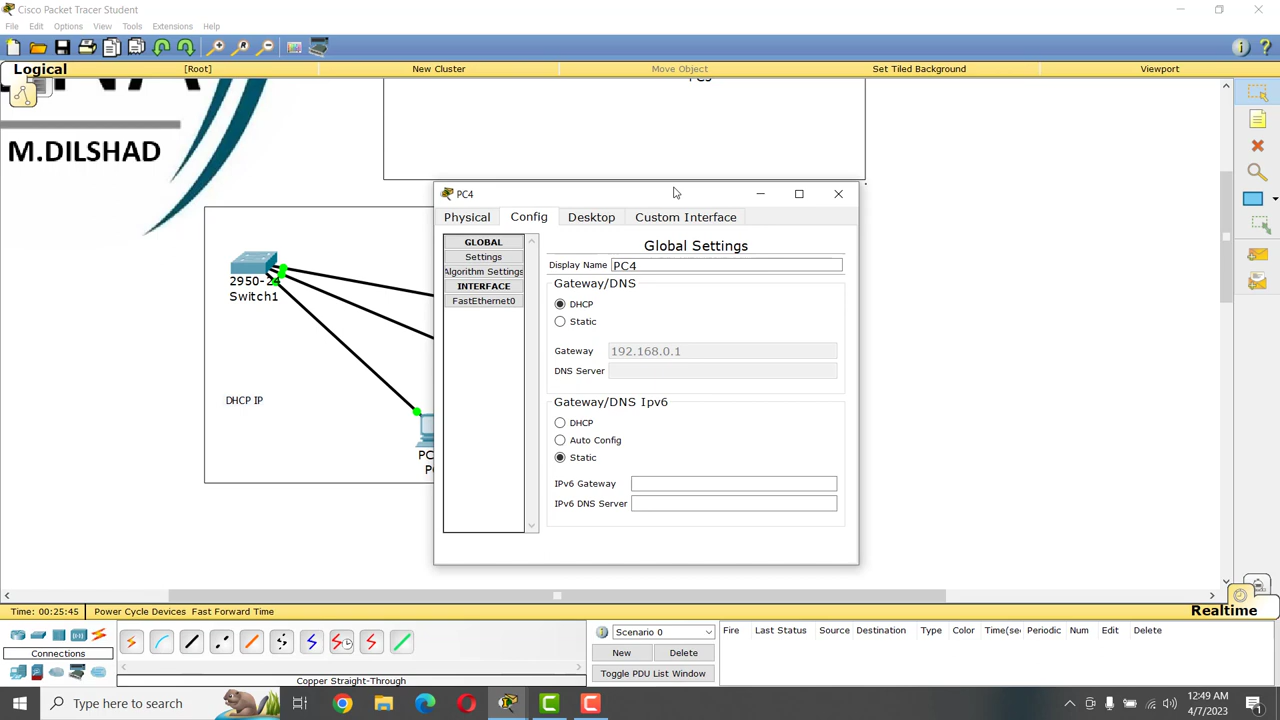 Cisco Packet Tracer Student
File Edit Options View Tools Extensions Help
Logical [Root] New Cluster Move Object Set Tiled Background Viewport
M.DILSHAD
PC4
Physical Config Desktop Custom Interface
GLOBAL
Settings
Algorithm Settings
INTERFACE
FastEthernet0
Global Settings
Display Name PC4
Gateway/DNS
DHCP
Static
Gateway 192.168.0.1
DNS Server
Gateway/DNS Ipv6
DHCP
Auto Config
Static
IPv6 Gateway
IPv6 DNS Server
2950-24
Switch1
DHCP IP
PC
P
Time: 00:25:45 Power Cycle Devices Fast Forward Time
Realtime
Connections
Copper Straight-Through
Scenario 0
New Delete
Toggle PDU List Window
Fire Last Status Source Destination Type Color Time(sec Periodic Num Edit Delete
Type here to search
12:49 AM
4/7/2023